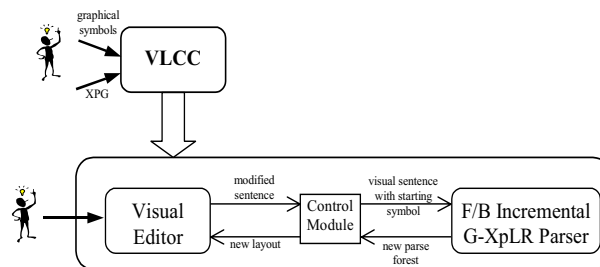 graphical
symbols
VLCC
XPG
modified
sentence
visual sentence
with starting
symbol
Visual
Editor
Control
Module
F/B Incremental
G-XpLR Parser
new layout
new parse
forest